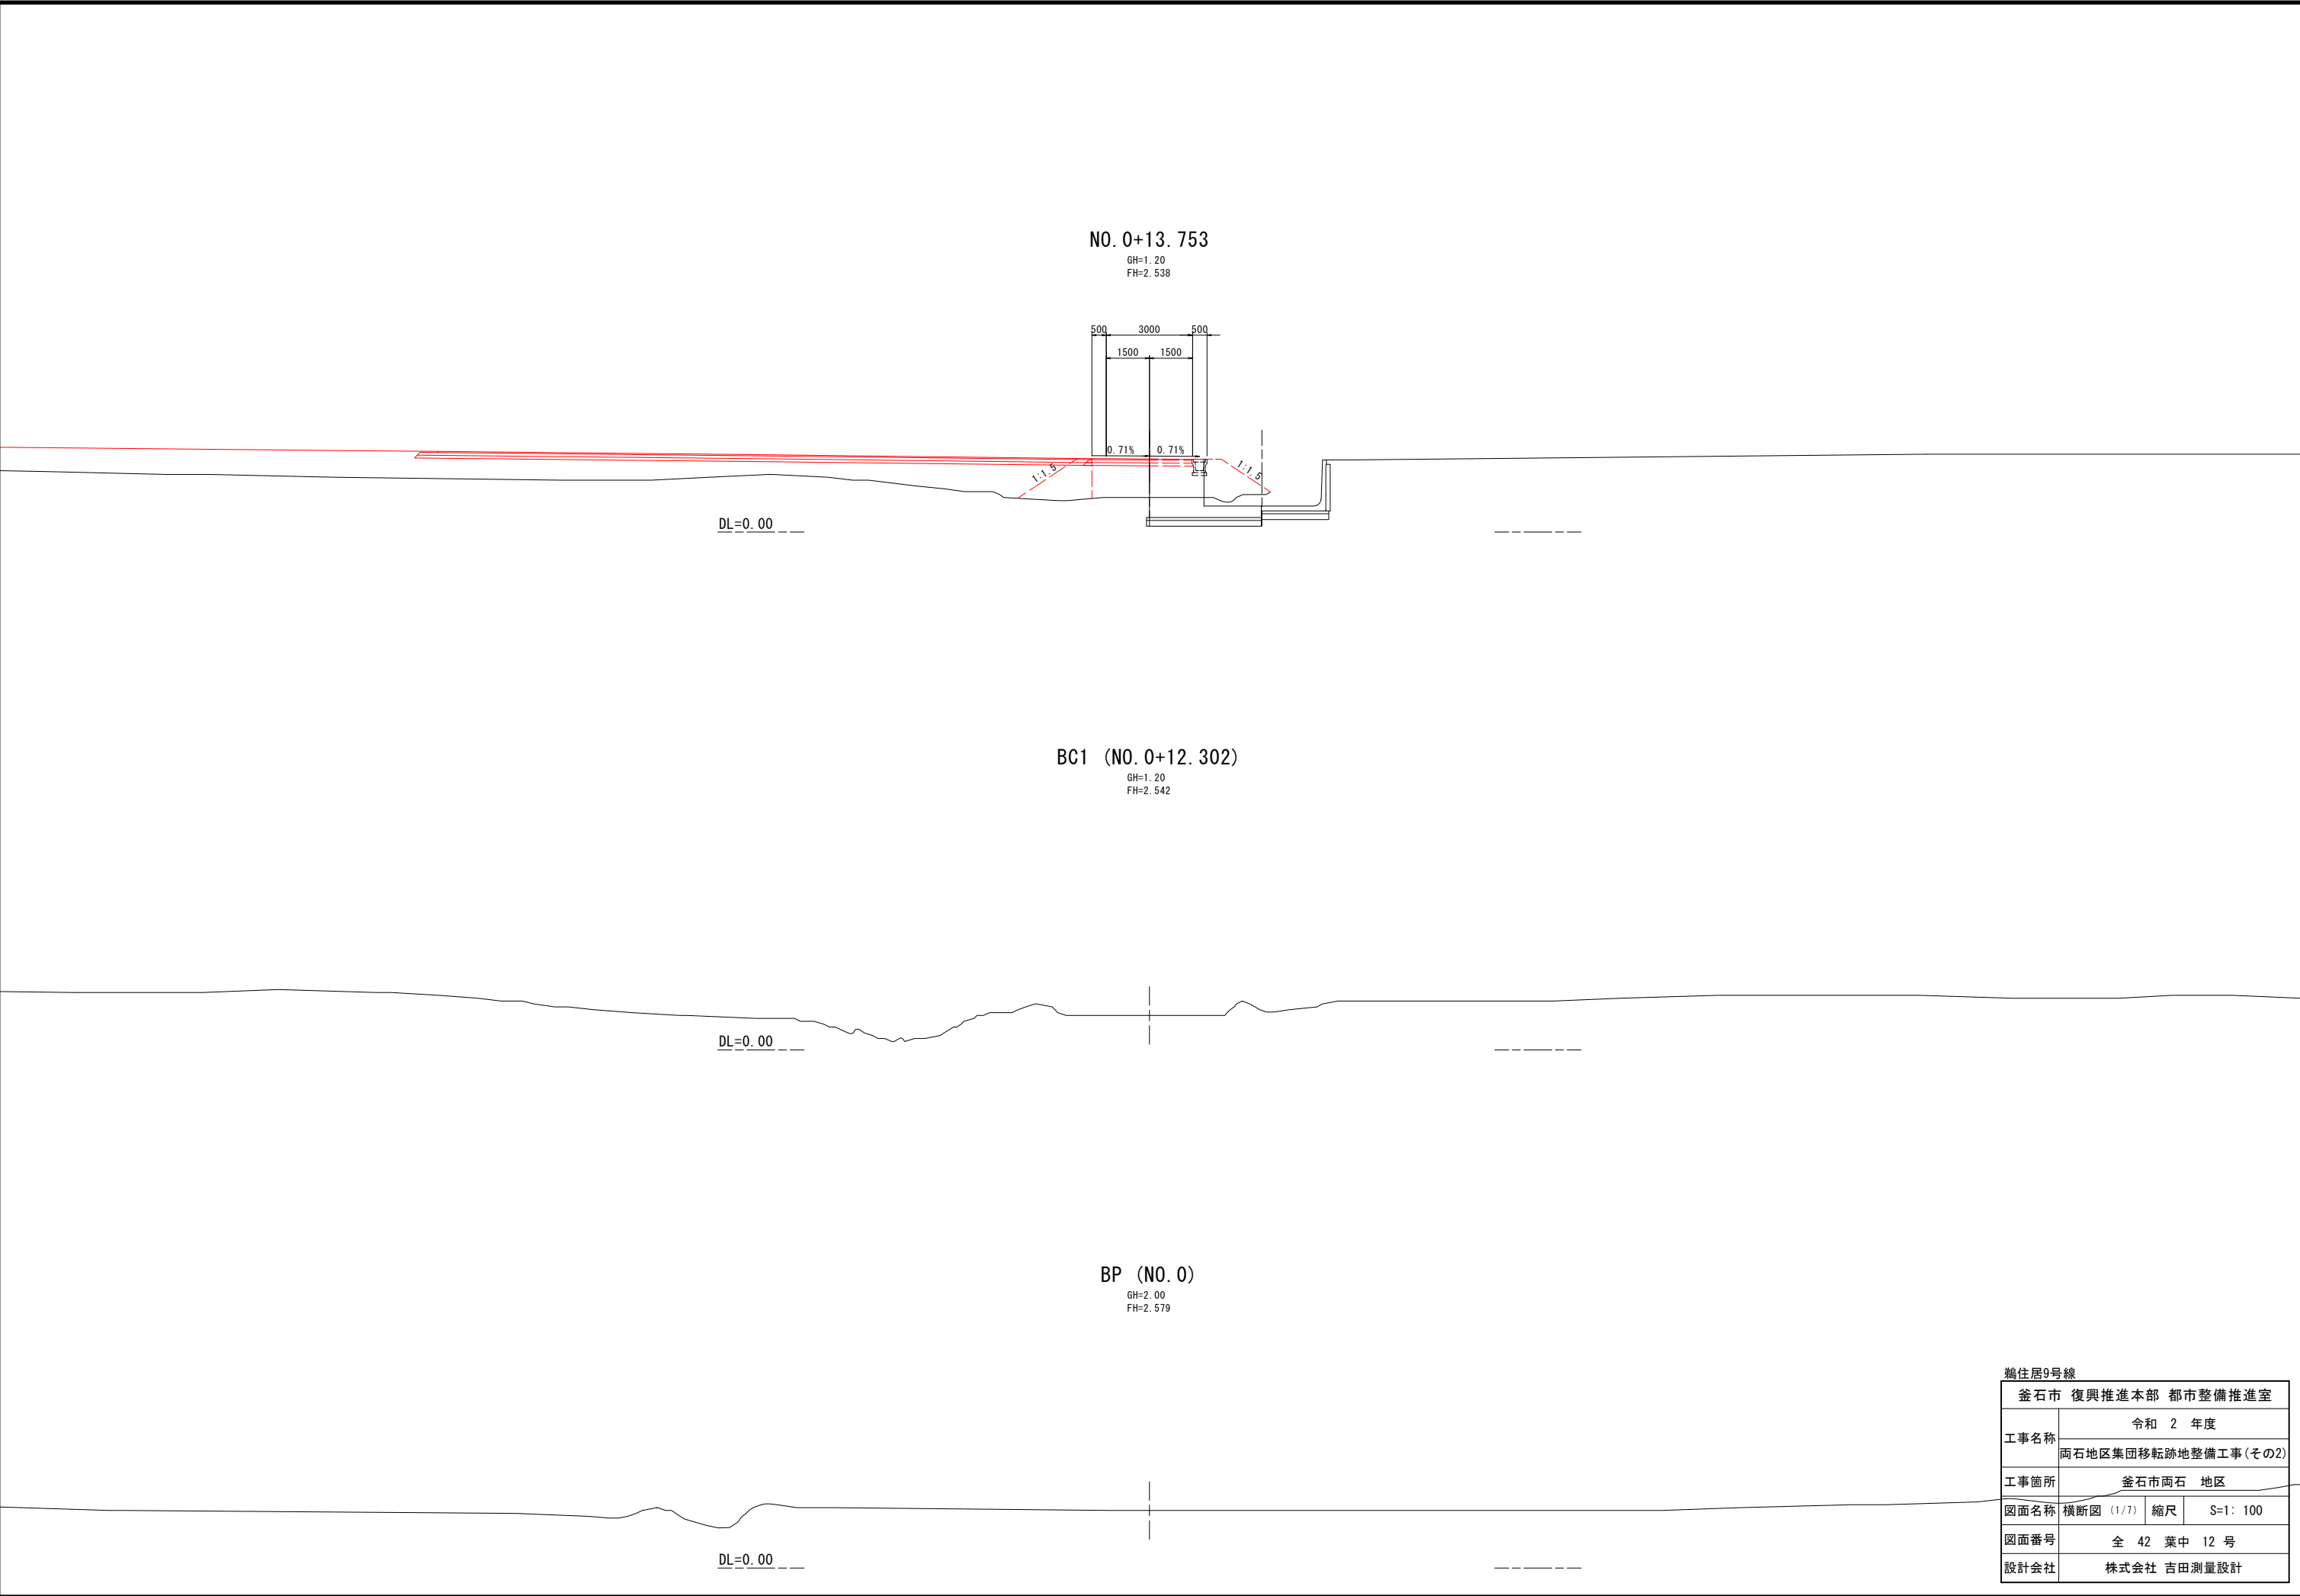 NO.0+13.753
GH=1.20
FH=2.538
500 3000 500
1500 1500
0.71% 0.71%
1:1.5 1:1.5
DL=0.00
BC1 (NO.0+12.302)
GH=1.20
FH=2.542
DL=0.00
BP (NO.0)
GH=2.00
FH=2.579
DL=0.00
鵜住居9号線
釜石市 復興推進本部 都市整備推進室
工事名称 令和 2 年度
両石地区集団移転跡地整備工事(その2)
工事箇所 釜石市両石 地区
図面名称 横断図 (1/7) 縮尺 S=1: 100
図面番号 全 42 葉中 12 号
設計会社 株式会社 吉田測量設計